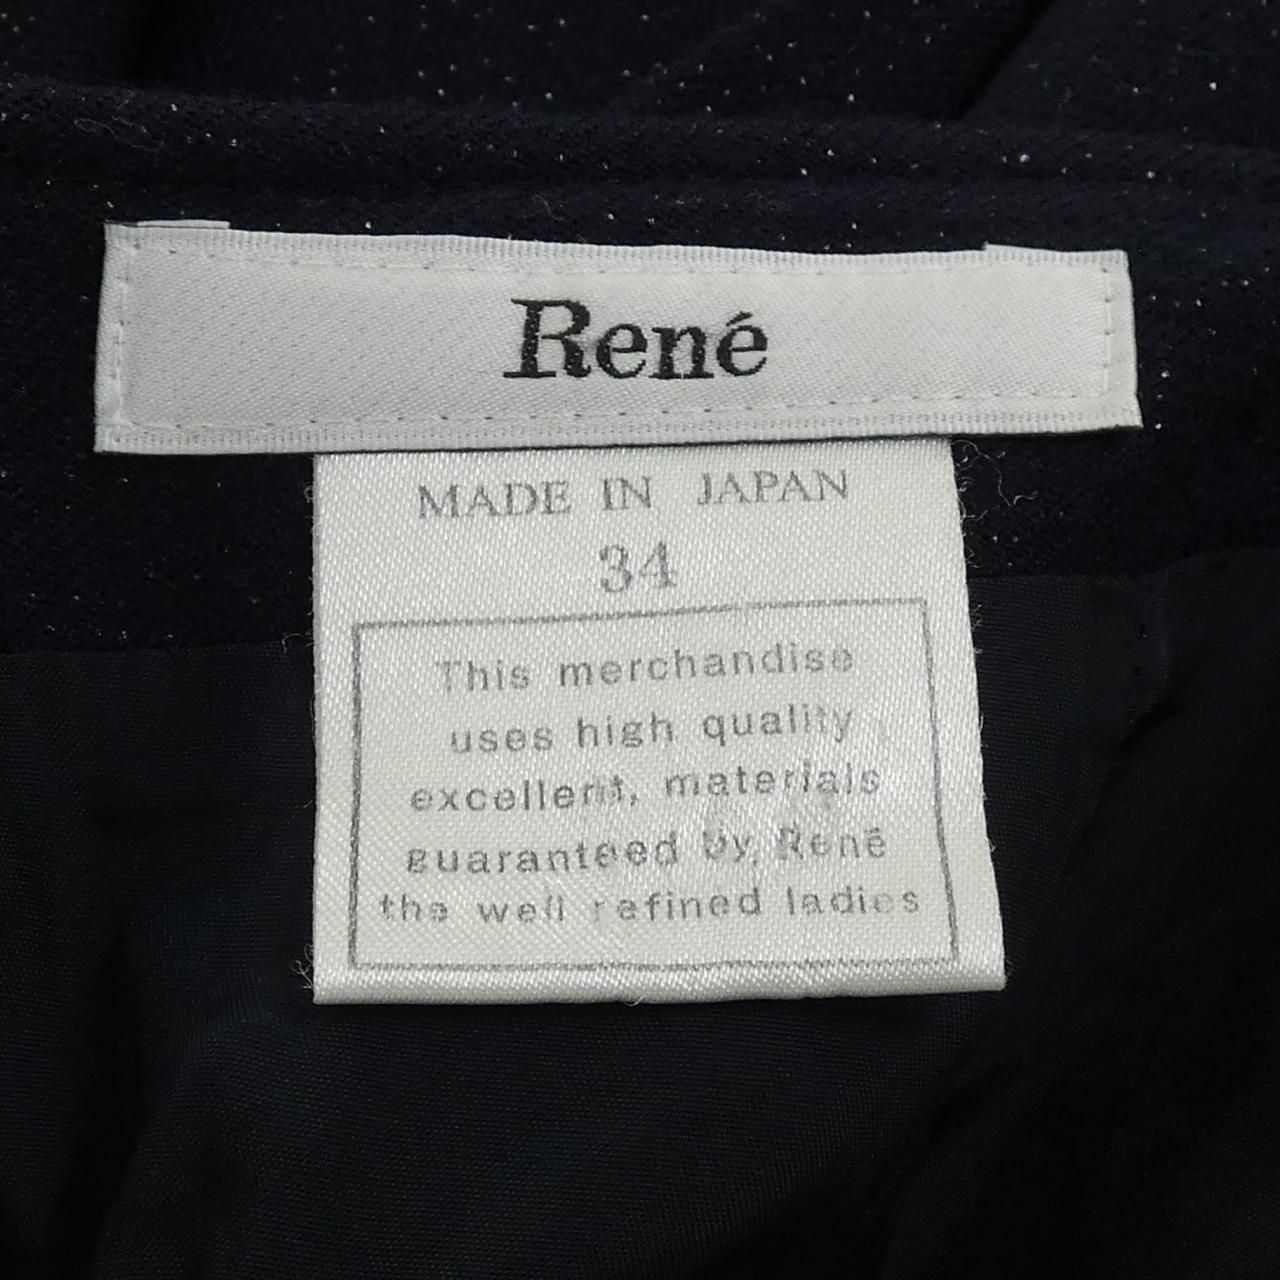 René
MADE IN JAPAN
34
This merchandise
uses high quality
excellent, materials
guaranteed by, René
the well refined ladies